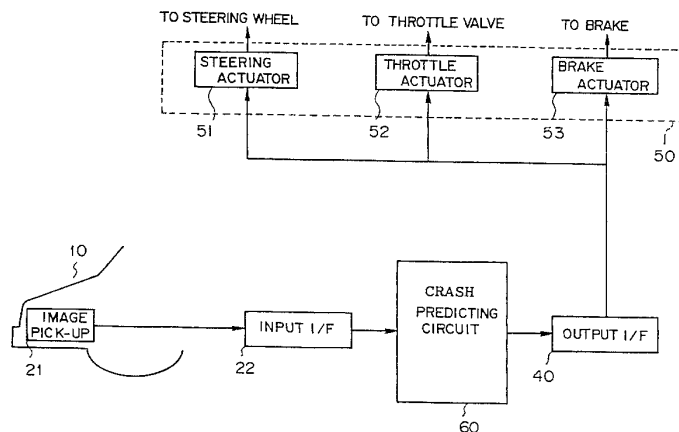 TO STEERING WHEEL
TO THROTTLE VALVE
TO BRAKE
STEERING
ACTUATOR
THROTTLE
ACTUATOR
BRAKE
ACTUATOR
51
52
53
50
10
IMAGE
PICK-UP
INPUT I/F
CRASH
PREDICTING
CIRCUIT
OUTPUT I/F
21
22
60
40